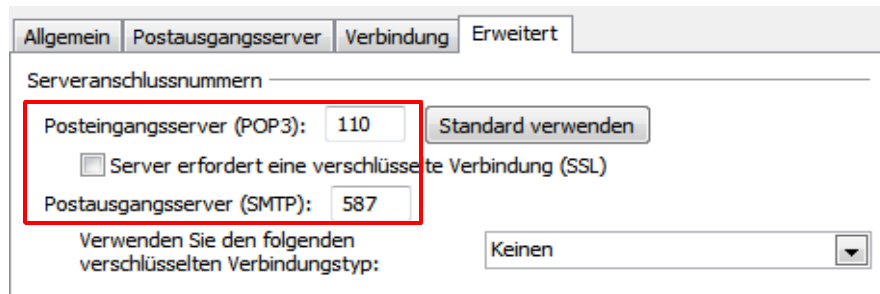 Allgemein Postausgangsserver Verbindung Erweitert
Serveranschlussnummern
Posteingangsserver (POP3): 110 Standard verwenden
Server erfordert eine verschlüsselte Verbindung (SSL)
Postausgangsserver (SMTP): 587
Verwenden Sie den folgenden
verschlüsselten Verbindungstyp: Keinen